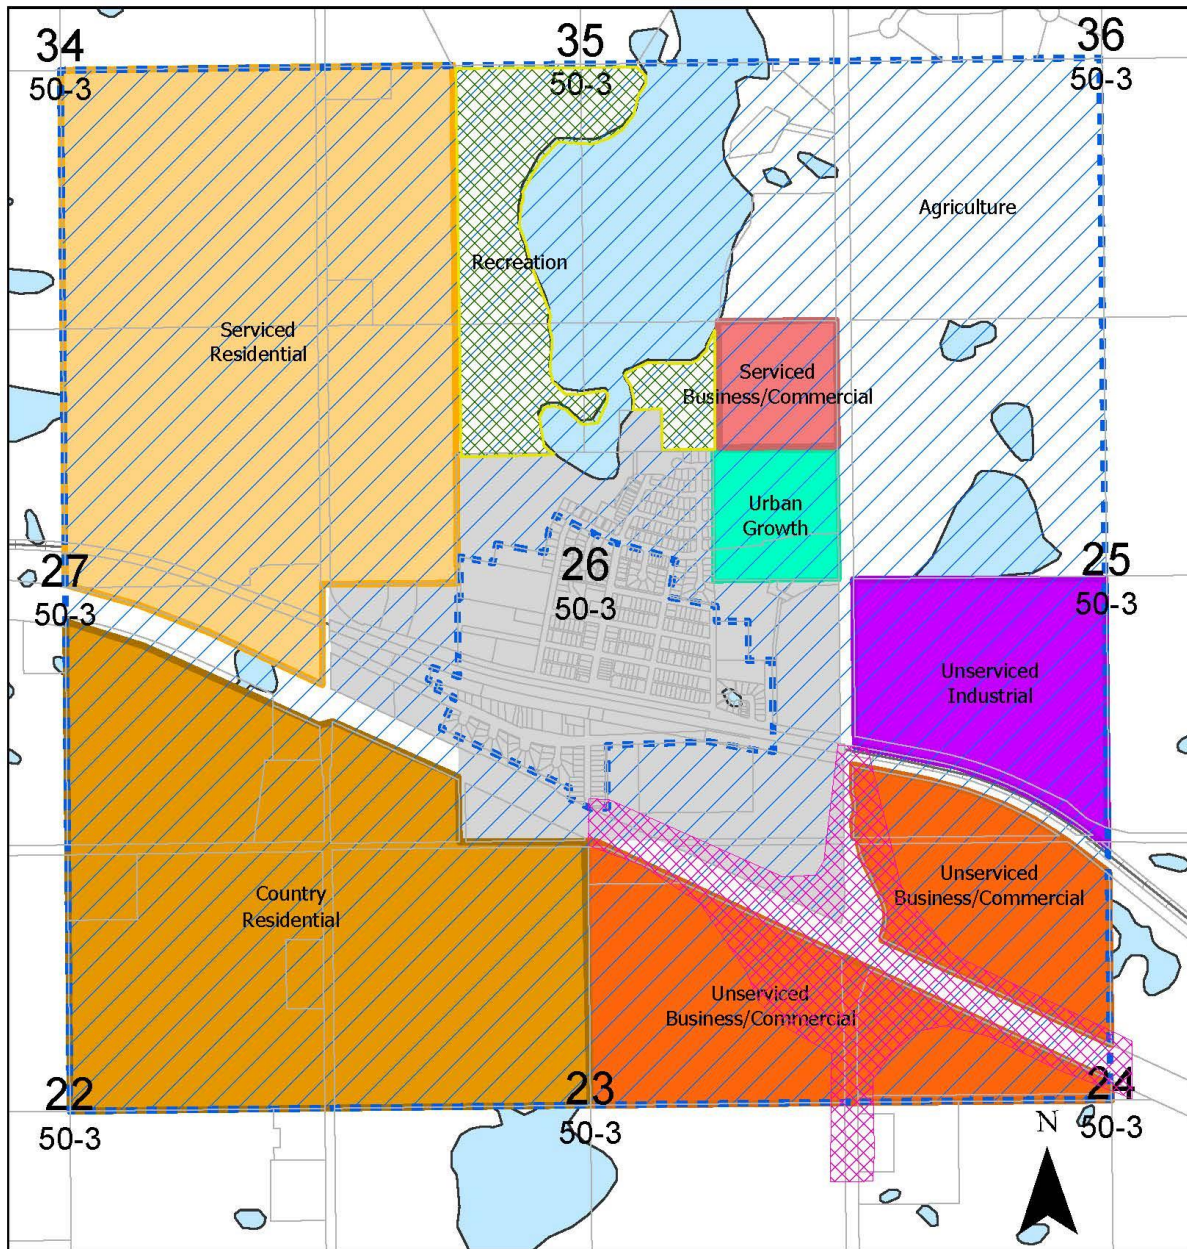 34
50-3
35
50-3
36
50-3
Agriculture
Recreation
Serviced
Residential
Serviced
Business/Commercial
Urban
Growth
27
50-3
26
50-3
25
50-3
Unserviced
Industrial
Country
Residential
Unserviced
Business/Commercial
Unserviced
Business/Commercial
22
50-3
23
50-3
24
50-3
N